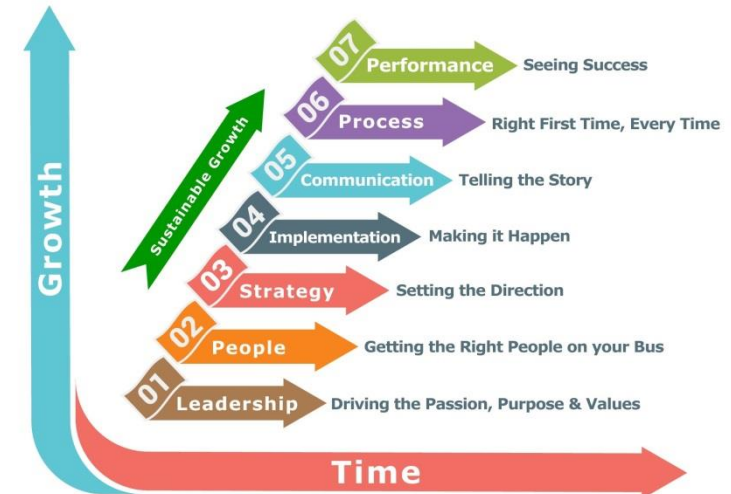 07
Performance
Seeing Success
06
Process
Right First Time, Every Time
05
Communication
Telling the Story
04
Implementation
Making it Happen
03
Strategy
Setting the Direction
02
People
Getting the Right People on your Bus
01
Leadership
Driving the Passion, Purpose & Values
Sustainable Growth
Growth
Time